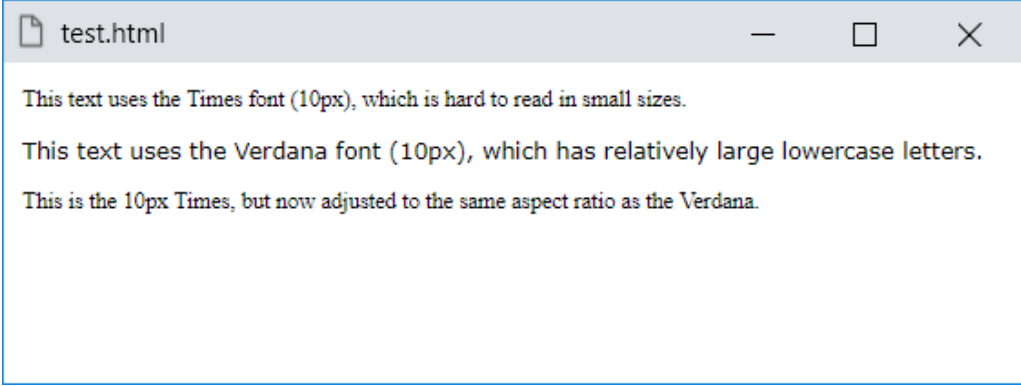 test.html
This text uses the Times font (10px), which is hard to read in small sizes.
This text uses the Verdana font (10px), which has relatively large lowercase letters.
This is the 10px Times, but now adjusted to the same aspect ratio as the Verdana.